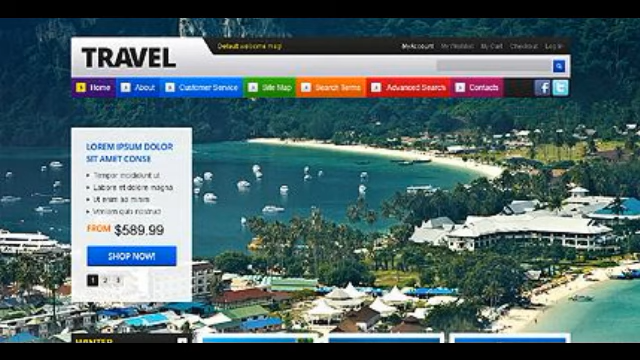 TRAVEL
Default welcome msg!
My Account My Wishlist My Cart Checkout Log In
Home About Customer Service Site Map Search Terms Advanced Search Contacts
LOREM IPSUM DOLOR
SIT AMET CONSE
Tempor incididunt ut
Labore et dolore magna
Ut enim ad minim
Veniam quis nostrud
FROM $589.99
SHOP NOW!
1 2 3
WINTER